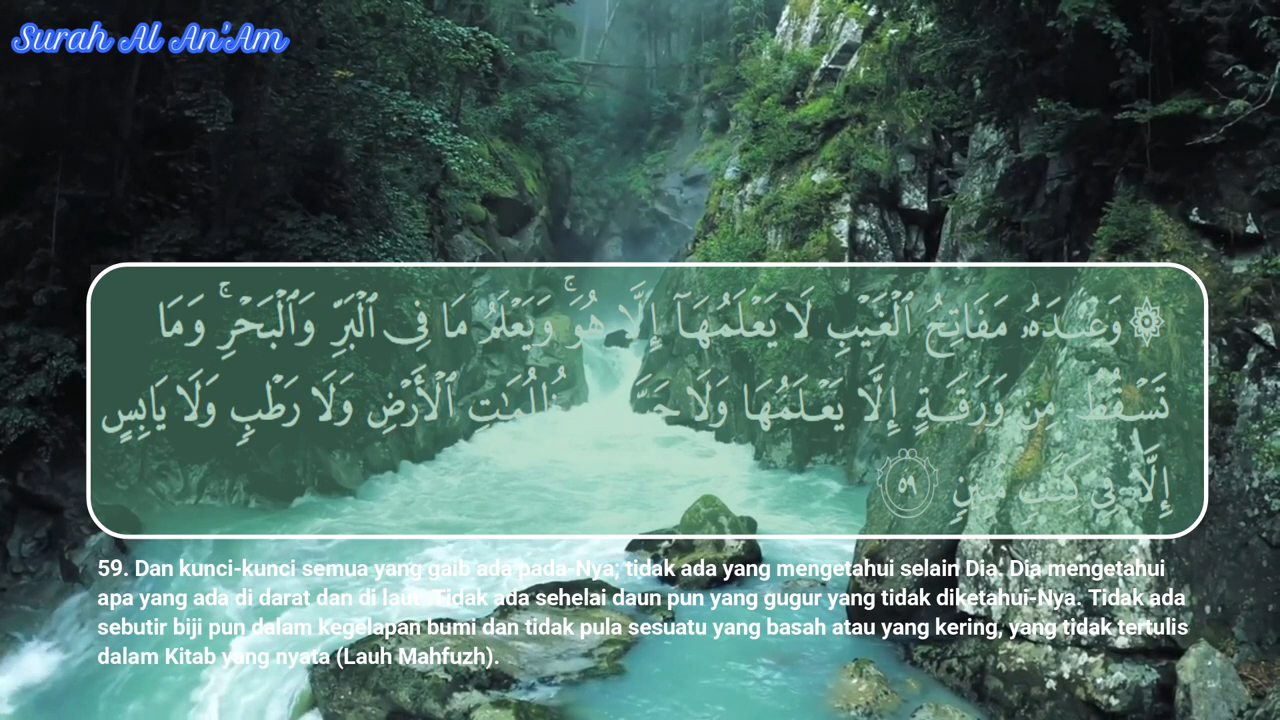 Surah Al An'Am
۞ وَعِندَهُۥ مَفَاتِحُ ٱلْغَيْبِ لَا يَعْلَمُهَآ إِلَّا هُوَ ۚ وَيَعْلَمُ مَا فِى ٱلْبَرِّ وَٱلْبَحْرِ ۚ وَمَا
تَسْقُطُ مِن وَرَقَةٍ إِلَّا يَعْلَمُهَا وَلَا ظُلُمَٰتِ ٱلْأَرْضِ وَلَا رَطْبٍ وَلَا يَابِسٍ
إِلَّا فِى كِتَٰبٍ مُّبِينٍ ٥٩
59. Dan kunci-kunci semua yang gaib ada pada-Nya; tidak ada yang mengetahui selain Dia. Dia mengetahui
apa yang ada di darat dan di laut. Tidak ada sehelai daun pun yang gugur yang tidak diketahui-Nya. Tidak ada
sebutir biji pun dalam kegelapan bumi dan tidak pula sesuatu yang basah atau yang kering, yang tidak tertulis
dalam Kitab yang nyata (Lauh Mahfuzh).